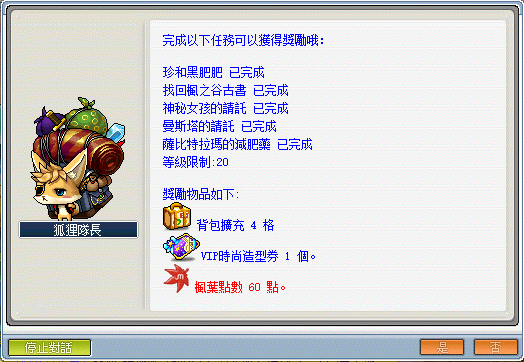 完成以下任務可以獲得獎勵哦:
珍和黑肥肥 已完成
找回楓之谷古書 已完成
神秘女孩的請託 已完成
曼斯塔的請託 已完成
薩比特拉瑪的減肥藥 已完成
等級限制:20
獎勵物品如下:
背包擴充 4 格
VIP時尚造型券 1 個。
楓葉點數 60 點。
狐狸隊長
停止對話
是
否